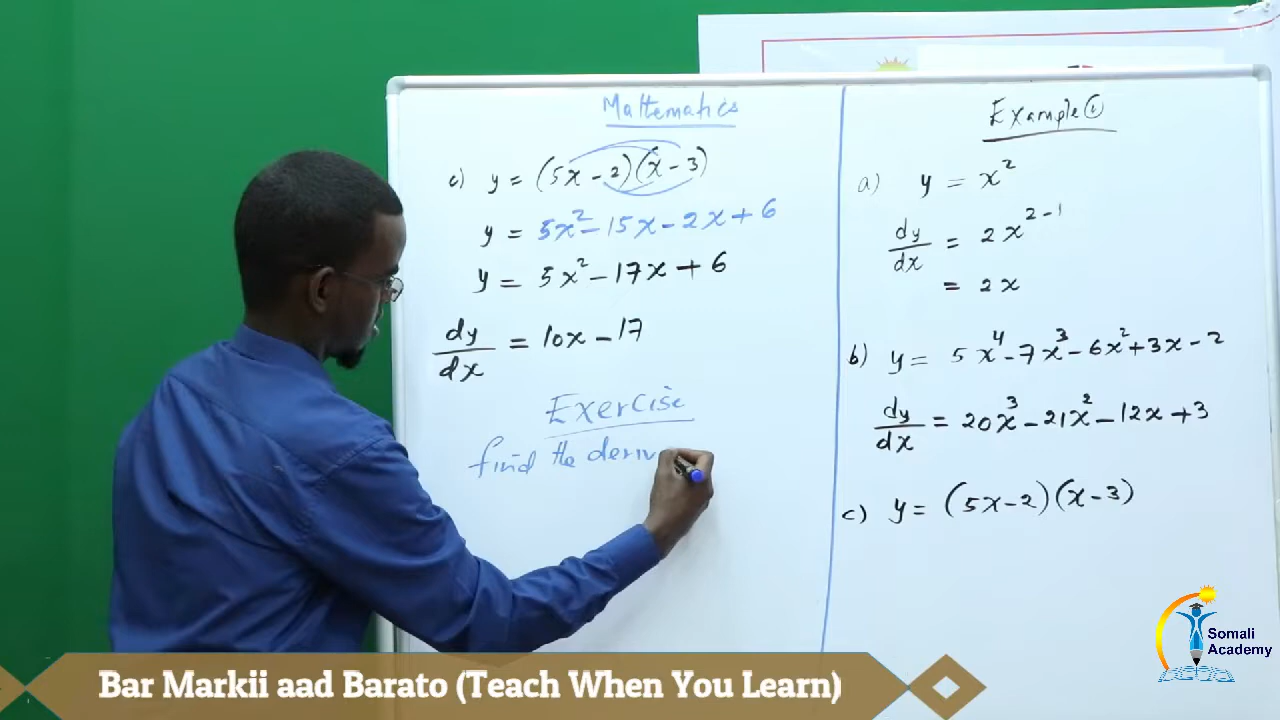 Mathematics
c) y = (5x - 2)(x - 3)
y = 5x² - 15x - 2x + 6
y = 5x² - 17x + 6
dy/dx = 10x - 17
Exercise
find the deriv
Example ①
a) y = x²
dy/dx = 2x²⁻¹
= 2x
b) y = 5x⁴ - 7x³ - 6x² + 3x - 2
dy/dx = 20x³ - 21x² - 12x + 3
c) y = (5x - 2)(x - 3)
Somali
Academy
Bar Markii aad Barato (Teach When You Learn)